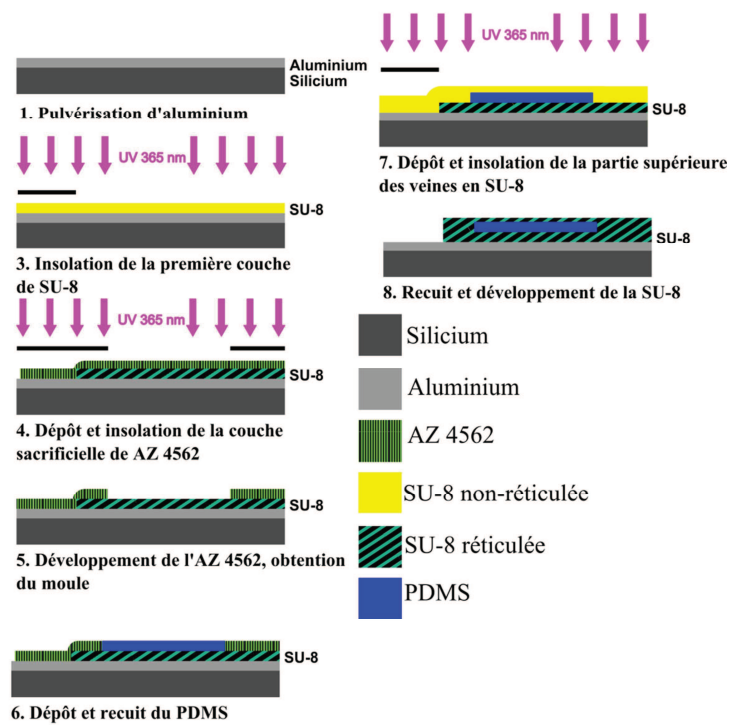 Aluminium
Silicium
1. Pulvérisation d'aluminium
UV 365 nm
SU-8
3. Insolation de la première couche
de SU-8
UV 365 nm
SU-8
4. Dépôt et insolation de la couche
sacrificielle de AZ 4562
SU-8
5. Développement de l'AZ 4562, obtention
du moule
SU-8
6. Dépôt et recuit du PDMS
UV 365 nm
SU-8
7. Dépôt et insolation de la partie supérieure
des veines en SU-8
SU-8
8. Recuit et développement de la SU-8
Silicium
Aluminium
AZ 4562
SU-8 non-réticulée
SU-8 réticulée
PDMS